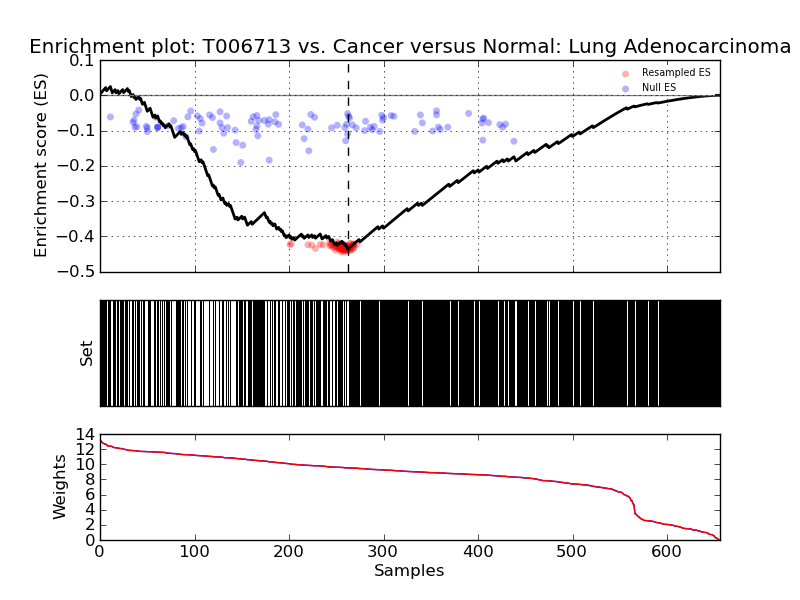 Enrichment plot: T006713 vs. Cancer versus Normal: Lung Adenocarcinoma
Enrichment score (ES)
0.1
0.0
−0.1
−0.2
−0.3
−0.4
−0.5
Resampled ES
Null ES
Set
Weights
14
12
10
8
6
4
2
0
0 100 200 300 400 500 600
Samples